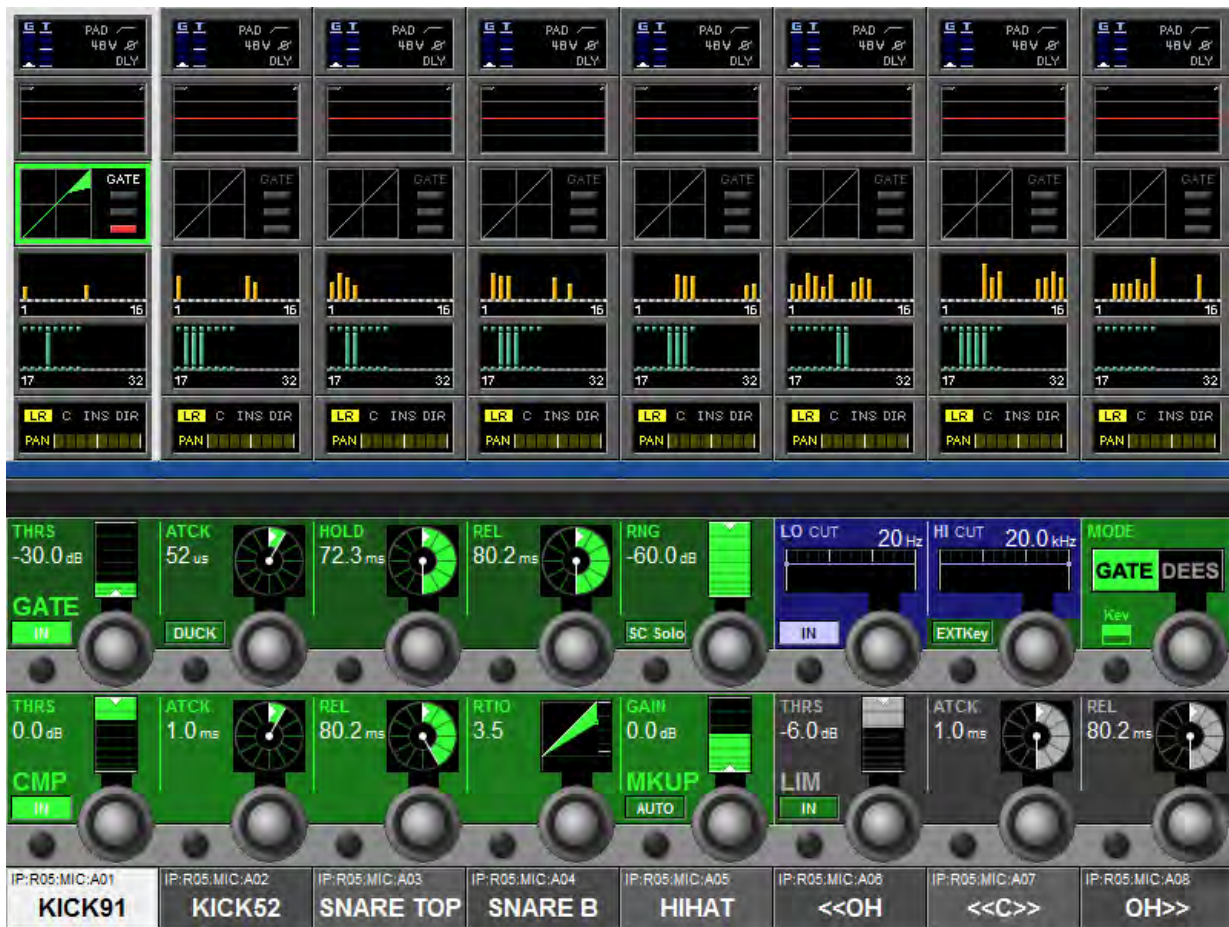 G T PAD G T PAD G T PAD G T PAD G T PAD G T PAD G T PAD G T PAD
48V 48V 48V 48V 48V 48V 48V 48V
DLY DLY DLY DLY DLY DLY DLY DLY
GATE GATE GATE GATE GATE GATE GATE GATE
1 16 1 16 1 16 1 16 1 16 1 16 1 16 1 16
17 32 17 32 17 32 17 32 17 32 17 32 17 32 17 32
LR C INS DIR LR C INS DIR LR C INS DIR LR C INS DIR LR C INS DIR LR C INS DIR LR C INS DIR LR C INS DIR
PAN PAN PAN PAN PAN PAN PAN PAN
THRS ATCK HOLD REL RNG LO CUT 20 Hz HI CUT 20.0 kHz MODE
-30.0 dB 52 us 72.3 ms 80.2 ms -60.0 dB
GATE DEES
GATE Key
IN DUCK SC Solo IN EXTKey
THRS ATCK REL RTIO GAIN THRS ATCK REL
0.0 dB 1.0 ms 80.2 ms 3.5 0.0 dB -6.0 dB 1.0 ms 80.2 ms
CMP MKUP LIM
IN AUTO IN
IP:R05:MIC:A01 IP:R05:MIC:A02 IP:R05:MIC:A03 IP:R05:MIC:A04 IP:R05:MIC:A05 IP:R05:MIC:A06 IP:R05:MIC:A07 IP:R05:MIC:A08
KICK91 KICK52 SNARE TOP SNARE B HIHAT <<OH <<C>> OH>>